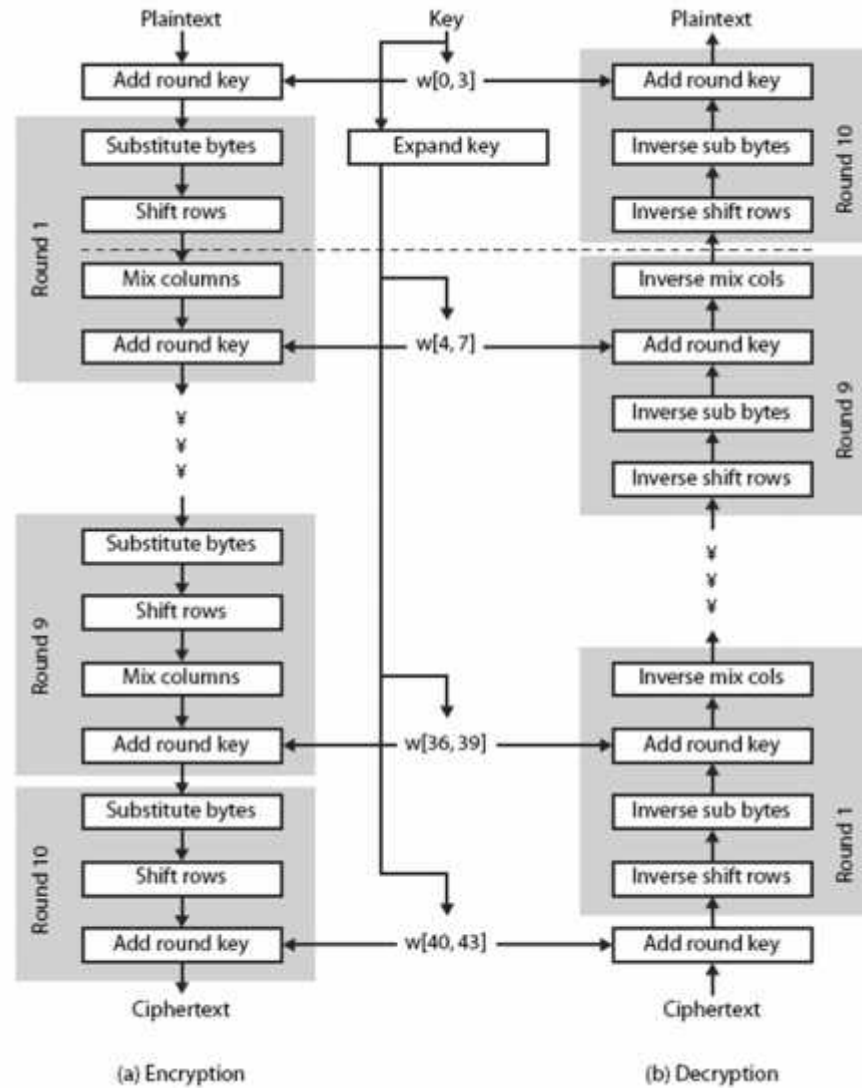 Plaintext
Key
Plaintext
Add round key
w[0, 3]
Add round key
Substitute bytes
Expand key
Inverse sub bytes
Shift rows
Inverse shift rows
Round 1
Round 10
Mix columns
Inverse mix cols
Add round key
w[4, 7]
Add round key
Inverse sub bytes
Round 9
¥
¥
¥
Inverse shift rows
Substitute bytes
¥
¥
¥
Shift rows
Round 9
Mix columns
Inverse mix cols
Add round key
w[36, 39]
Add round key
Substitute bytes
Inverse sub bytes
Round 10
Round 1
Shift rows
Inverse shift rows
Add round key
w[40, 43]
Add round key
Ciphertext
Ciphertext
(a) Encryption
(b) Decryption